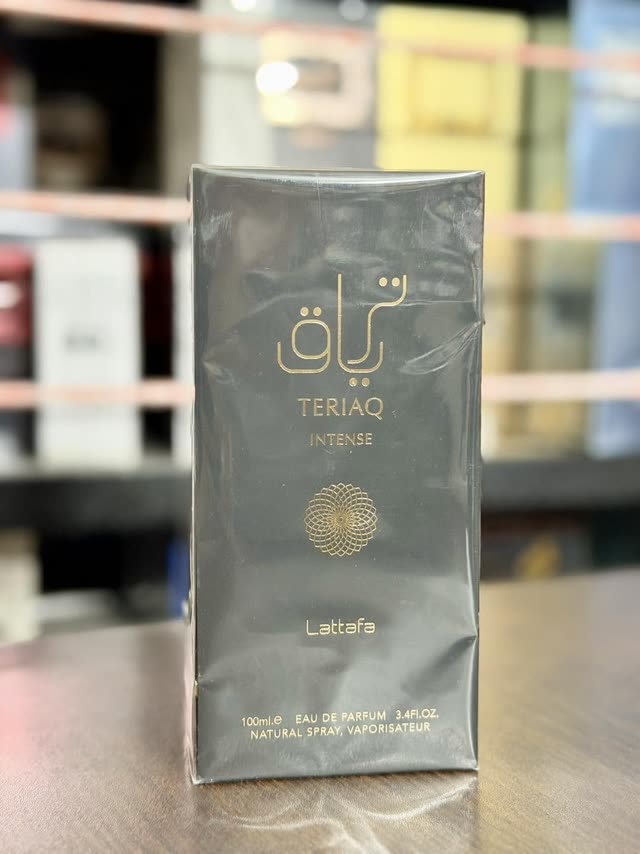 ترياق
TERIAQ
INTENSE
Lattafa
100ml.e EAU DE PARFUM 3.4Fl.OZ.
NATURAL SPRAY, VAPORISATEUR